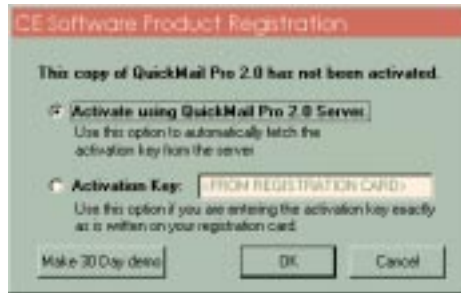 CE Software Product Registration
This copy of QuickMail Pro 2.0 has not been activated.
Activate using QuickMail Pro 2.0 Server
Use this option to automatically fetch the
activation key from the server
Activation Key: <FROM REGISTRATION CARD>
Use this option if you are entering the activation key exactly
as is written on your registration card.
Make 30 Day demo OK Cancel